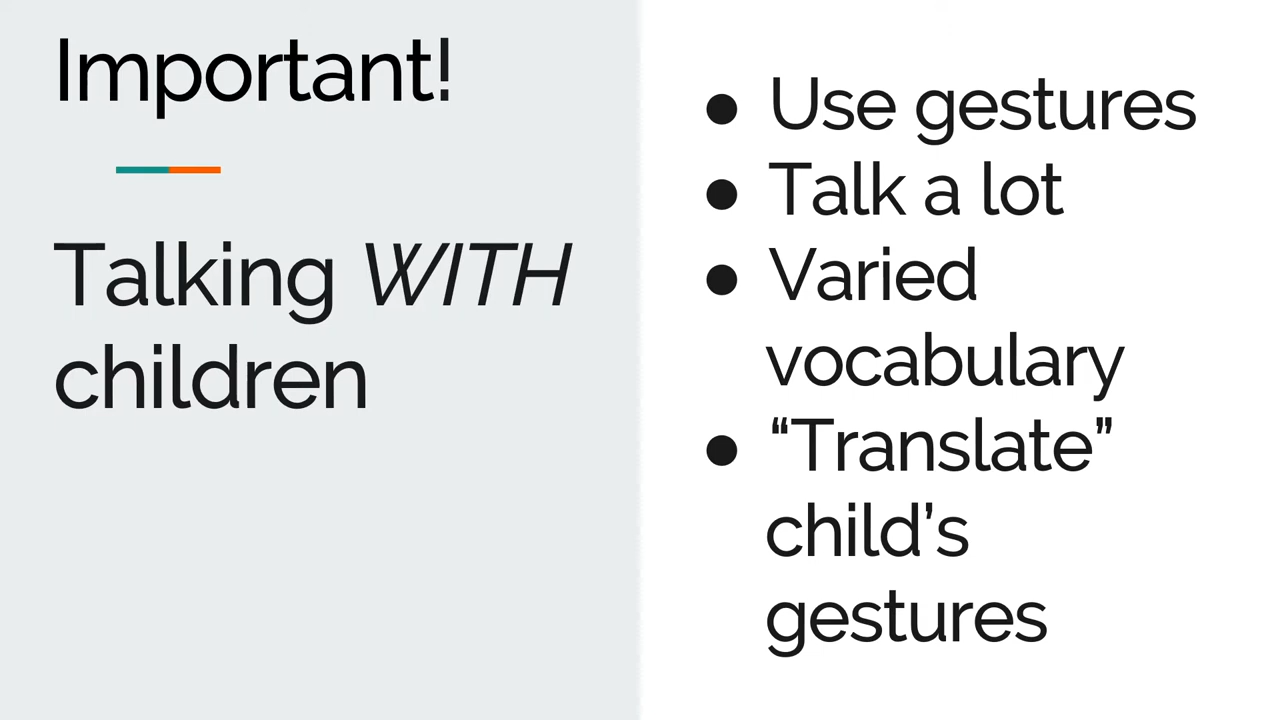 Important!
Talking WITH
children
● Use gestures
● Talk a lot
● Varied
vocabulary
● “Translate”
child’s
gestures